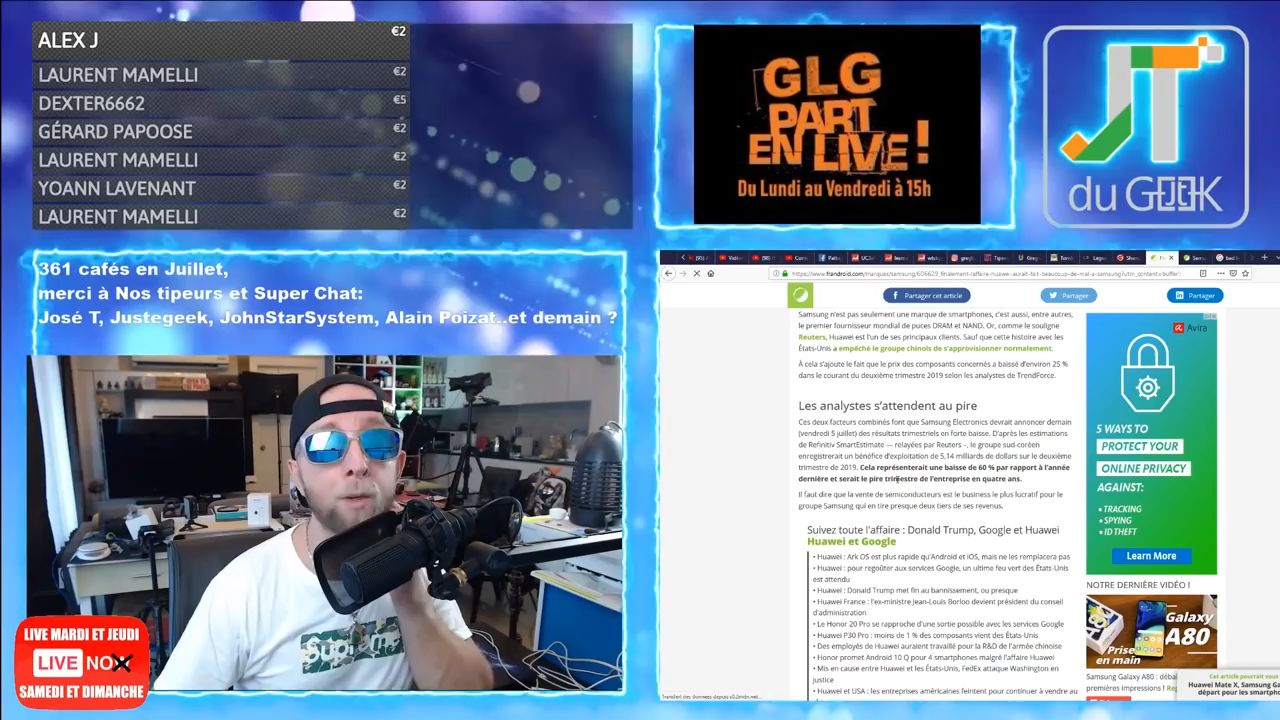 ALEX J
€2
LAURENT MAMELLI
€2
DEXTER6662
€5
GÉRARD PAPOOSE
€2
LAURENT MAMELLI
€2
YOANN LAVENANT
€2
LAURENT MAMELLI
€2
GLG
PART
EN LIVE !
Du Lundi au Vendredi à 15h
JT
du GEEK
361 cafés en Juillet,
merci ! Nos tipeurs et Super Chat:
José T, Justegeek, JohnStarSystem, Alain Poizat..et demain ?
LIVE MARDI ET JEUDI
LIVE NOX
SAMEDI ET DIMANCHE
Partager cet article
Partager
Partager
Samsung n'est pas seulement une marque de smartphones, c'est aussi, entre autres,
le premier fournisseur mondial de puces DRAM et NAND. Or, comme le souligne
Reuters, Huawei est l'un de ses principaux clients. Sauf que cette histoire avec les
États-Unis a empêché le groupe chinois de s'approvisionner normalement.
À cela s'ajoute le fait que le prix des composants concernés a baissé d'environ 25 %
dans le courant du deuxième trimestre 2019 selon les analystes de TrendForce.
Les analystes s'attendent au pire
Ces deux facteurs combinés font que Samsung Electronics devrait annoncer demain
(vendredi 5 juillet) des résultats trimestriels en forte baisse. D'après les estimations
de Refinitiv SmartEstimate — relayées par Reuters -, le groupe sud-coréen
enregistrerait un bénéfice d'exploitation de 5,14 milliards de dollars sur le deuxième
trimestre de 2019. Cela représenterait une baisse de 60 % par rapport à l'année
dernière et serait le pire trimestre de l'entreprise en quatre ans.
Il faut dire que la vente de semiconducteurs est le business le plus lucratif pour le
groupe Samsung qui en tire presque deux tiers de ses revenus.
Suivez toute l'affaire : Donald Trump, Google et Huawei
Huawei et Google
• Huawei : Ark OS est plus rapide qu'Android et iOS, mais ne les remplacera pas
• Huawei : pour regoûter aux services Google, un ultime feu vert des États-Unis
est attendu
• Huawei : Donald Trump met fin au bannissement, ou presque
• Huawei France : l'ex-ministre Jean-Louis Borloo devient président du conseil
d'administration
• Le Honor 20 Pro se rapproche d'une sortie possible avec les services Google
• Huawei P30 Pro : moins de 1 % des composants vient des États-Unis
• Des employés de Huawei auraient travaillé pour la R&D de l'armée chinoise
• Honor promet Android 10 Q pour 4 smartphones malgré l'affaire Huawei
• Mis en cause entre Huawei et les États-Unis, FedEx attaque Washington en
justice
• Huawei et USA : les entreprises américaines feintent pour continuer à vendre au
Avira
5 WAYS TO
PROTECT YOUR
ONLINE PRIVACY
AGAINST:
• TRACKING
• SPYING
• ID THEFT
Learn More
NOTRE DERNIÈRE VIDÉO !
Galaxy
A80
Prise
en main
Samsung Galaxy A80 : déba
premières impressions !
Cet article pourrait vous
Huawei Mate X, Samsung Ga
départ pour les smartpho